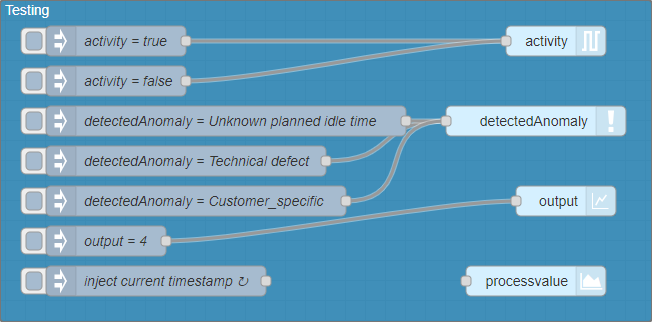 Testing
activity = true
activity
activity = false
detectedAnomaly = Unknown planned idle time
detectedAnomaly
detectedAnomaly = Technical defect
detectedAnomaly = Customer_specific
output
output = 4
inject current timestamp ↻
processvalue